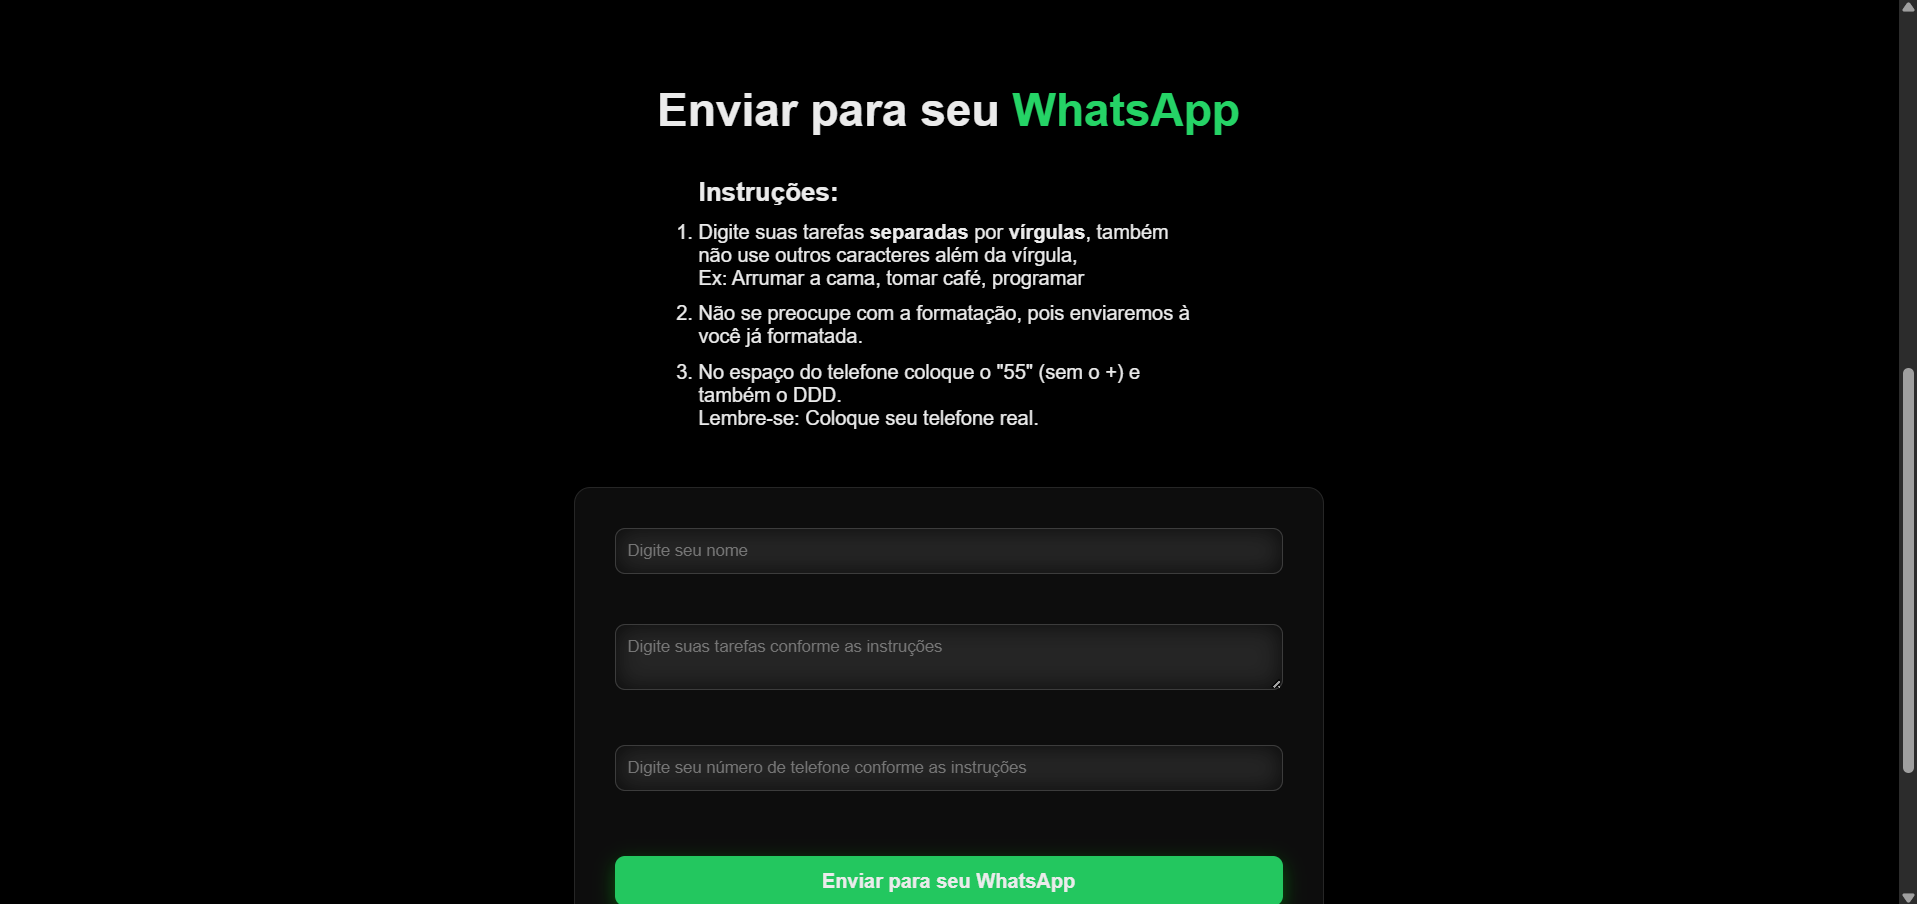 Enviar para seu WhatsApp
Instruções:
1. Digite suas tarefas separadas por vírgulas, também
não use outros caracteres além da vírgula,
Ex: Arrumar a cama, tomar café, programar
2. Não se preocupe com a formatação, pois enviaremos à
você já formatada.
3. No espaço do telefone coloque o "55" (sem o +) e
também o DDD.
Lembre-se: Coloque seu telefone real.
Digite seu nome
Digite suas tarefas conforme as instruções
Digite seu número de telefone conforme as instruções
Enviar para seu WhatsApp